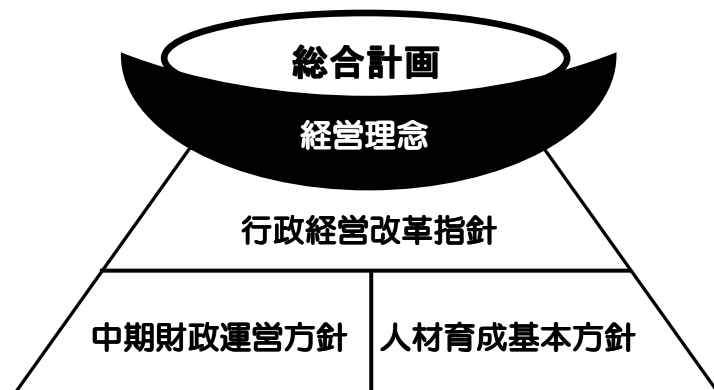 総合計画
経営理念
行政経営改革指針
中期財政運営方針
人材育成基本方針